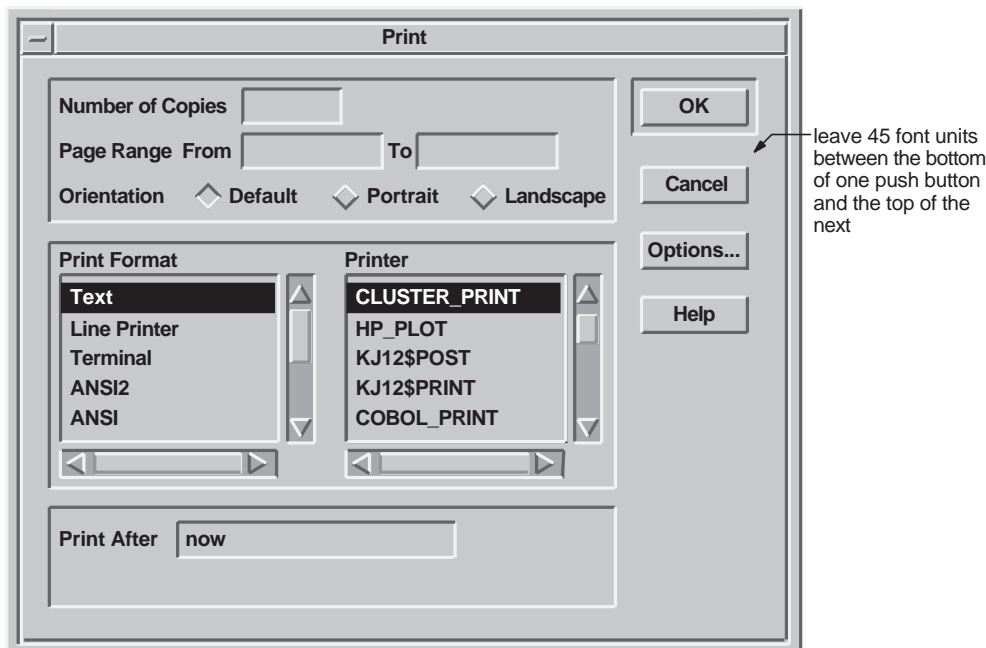 Print
Number of Copies
Page Range From To
Orientation Default Portrait Landscape
Print Format
Text
Line Printer
Terminal
ANSI2
ANSI
Printer
CLUSTER_PRINT
HP_PLOT
KJ12$POST
KJ12$PRINT
COBOL_PRINT
Print After now
OK
Cancel
Options...
Help
leave 45 font units
between the bottom
of one push button
and the top of the
next